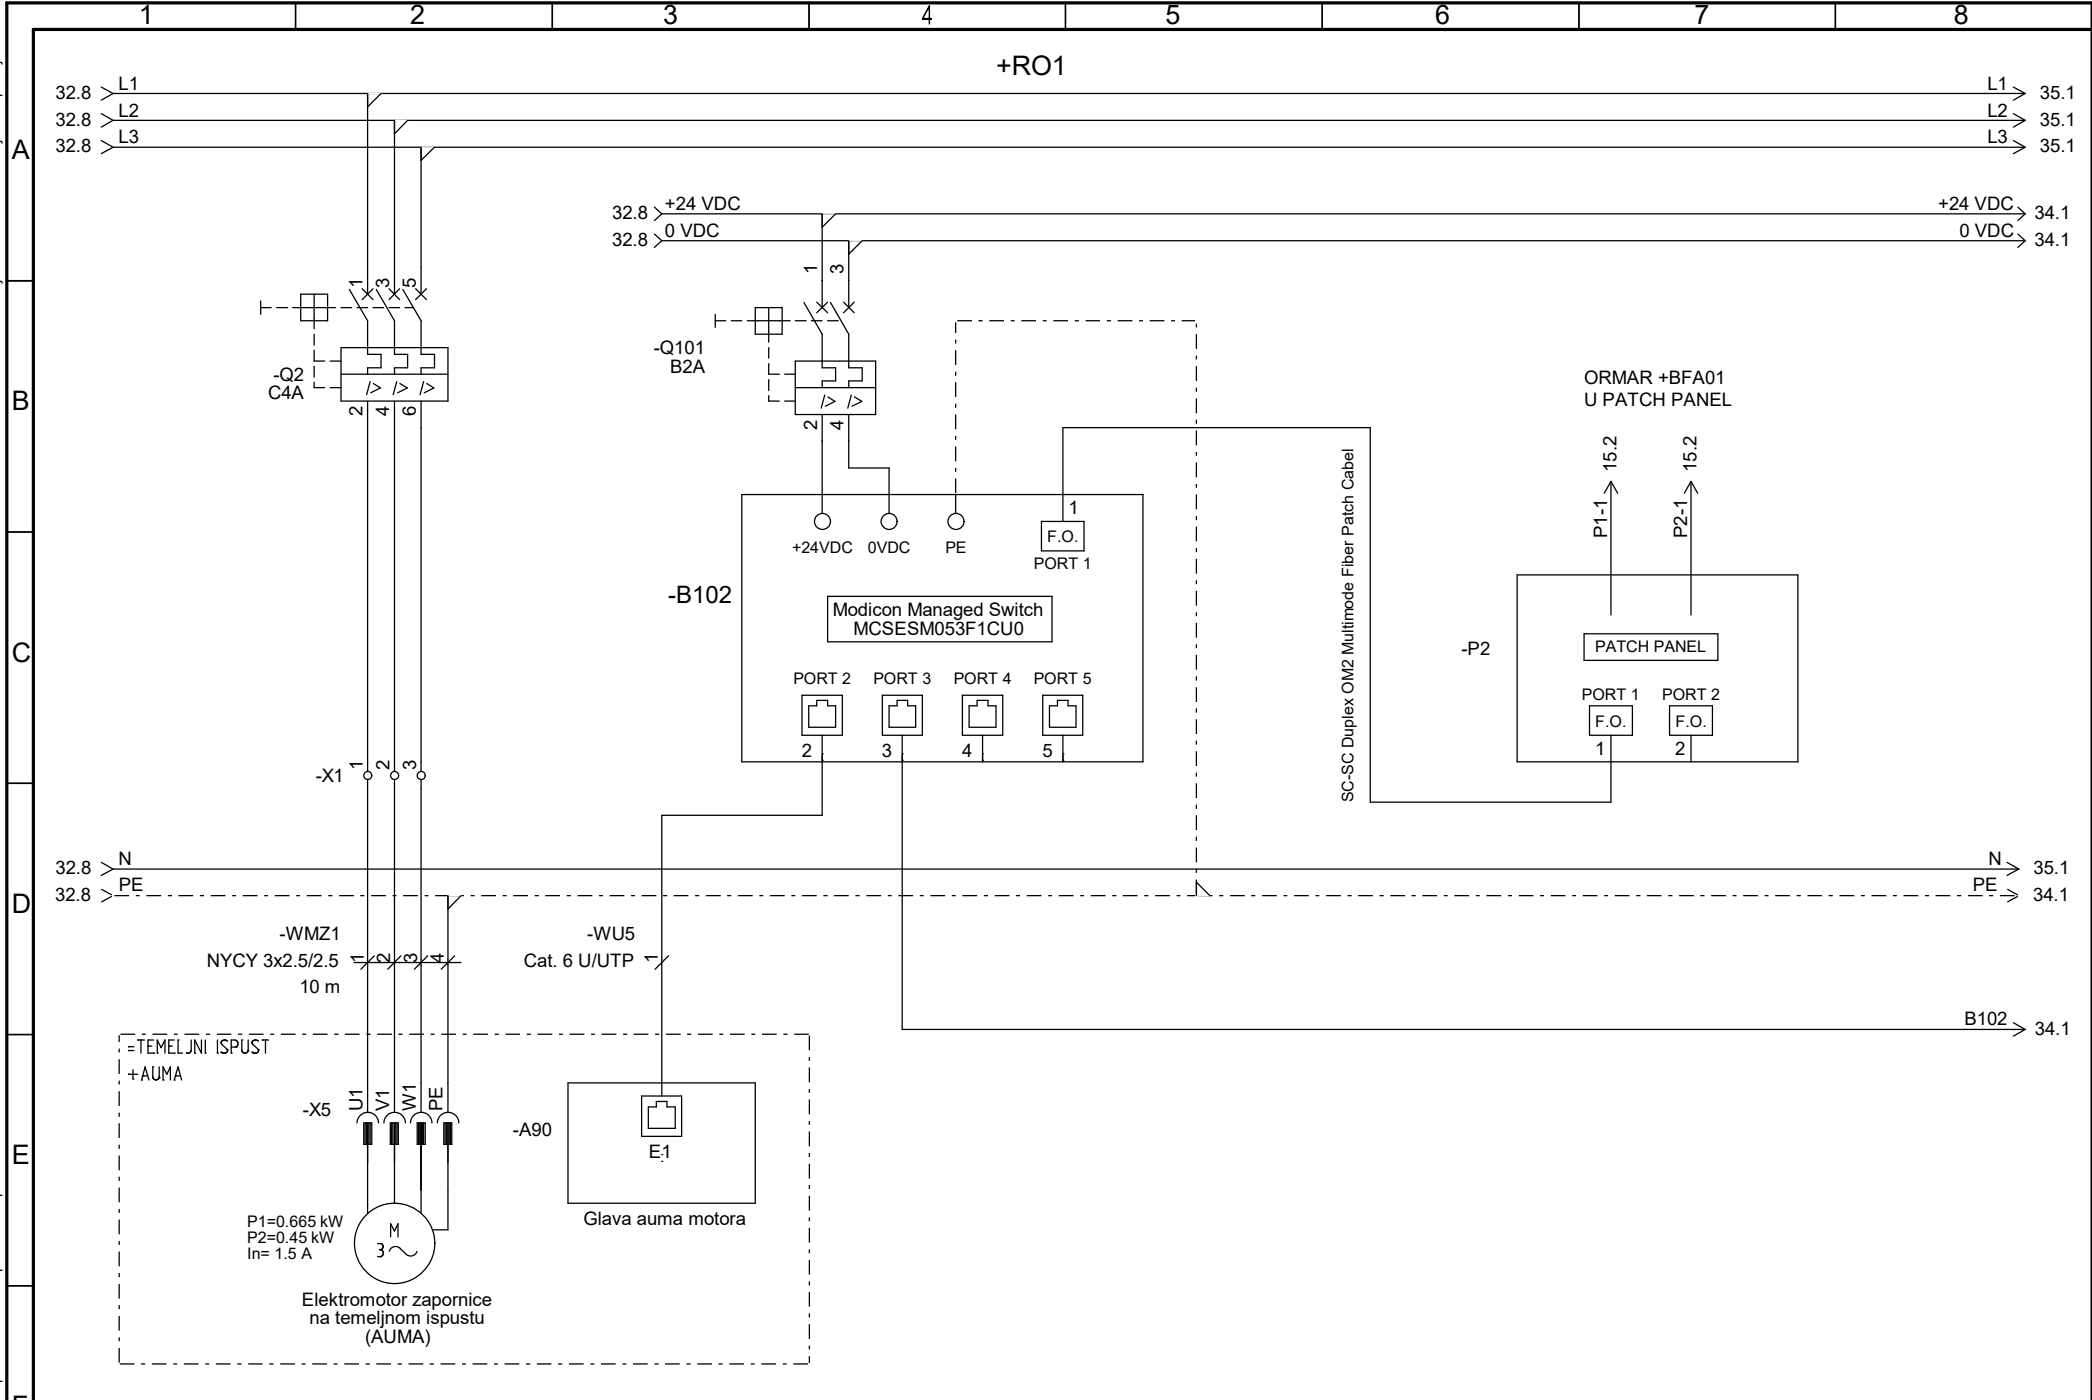 1 2 3 4 5 6 7 8
+RO1
32.8 L1 L1 35.1
32.8 L2 L2 35.1
32.8 L3 L3 35.1
A
32.8 +24 VDC +24 VDC 34.1
32.8 0 VDC 0 VDC 34.1
1 3 5
1 3
-Q2
C4A
/> /> />
2 4 6
-Q101
B2A
/> />
2 4
B
ORMAR +BFA01
U PATCH PANEL
15.2 15.2
P1-1 P2-1
1
F.O.
+24VDC 0VDC PE PORT 1
-B102
Modicon Managed Switch
MCSESM053F1CU0
PORT 2 PORT 3 PORT 4 PORT 5
2 3 4 5
SC-SC Duplex OM2 Multimode Fiber Patch Cabel
C
-P2
PATCH PANEL
PORT 1 PORT 2
F.O. F.O.
1 2
-X1 1 2 3
32.8 N N 35.1
32.8 PE PE 34.1
D
-WMZ1
NYCY 3x2.5/2.5 1 2 3 4
10 m
-WU5
Cat. 6 U/UTP 1
B102 34.1
=TEMELJNI ISPUST
+AUMA
-X5 U1 V1 W1 PE
-A90
E1
Glava auma motora
E
P1=0.665 kW
P2=0.45 kW
In= 1.5 A
M
3
Elektromotor zapornice
na temeljnom ispustu
(AUMA)